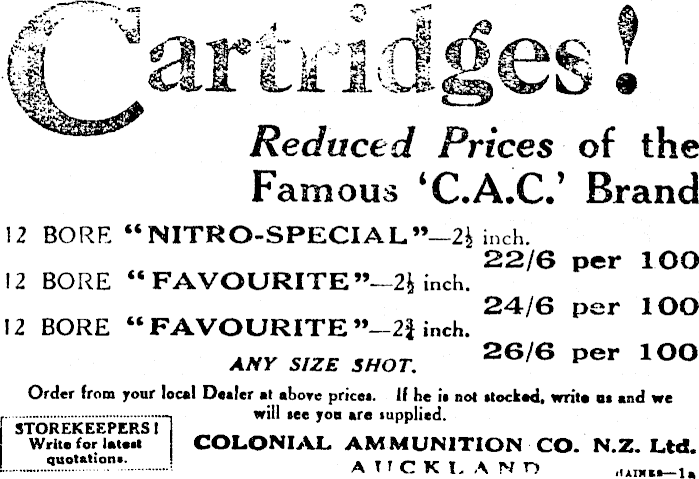 Cartridges!
Reduced Prices of the
Famous 'C.A.C.' Brand
12 BORE "NITRO-SPECIAL"—2½ inch.
22/6 per 100
12 BORE "FAVOURITE"—2½ inch.
24/6 per 100
12 BORE "FAVOURITE"—2¾ inch.
26/6 per 100
ANY SIZE SHOT.
Order from your local Dealer at above prices. If he is not stocked, write us and we
will see you are supplied.
STOREKEEPERS!
Write for latest
quotations.
COLONIAL AMMUNITION CO. N.Z. Ltd.
AUCKLAND
HAINES—1a